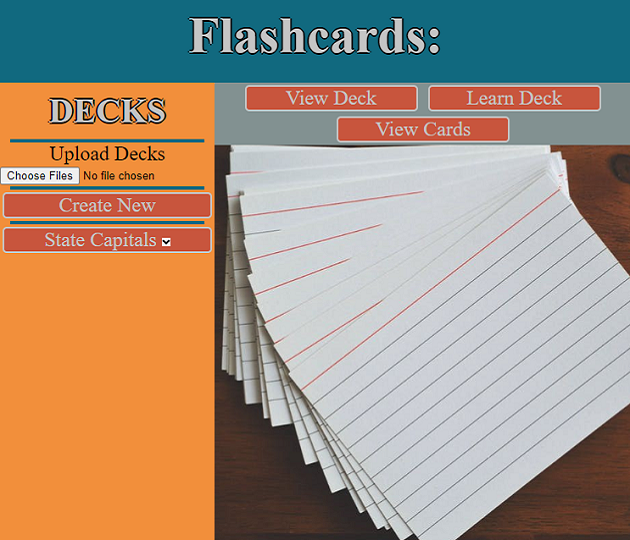 Flashcards:
DECKS
Upload Decks
Choose Files No file chosen
Create New
State Capitals
View Deck Learn Deck
View Cards